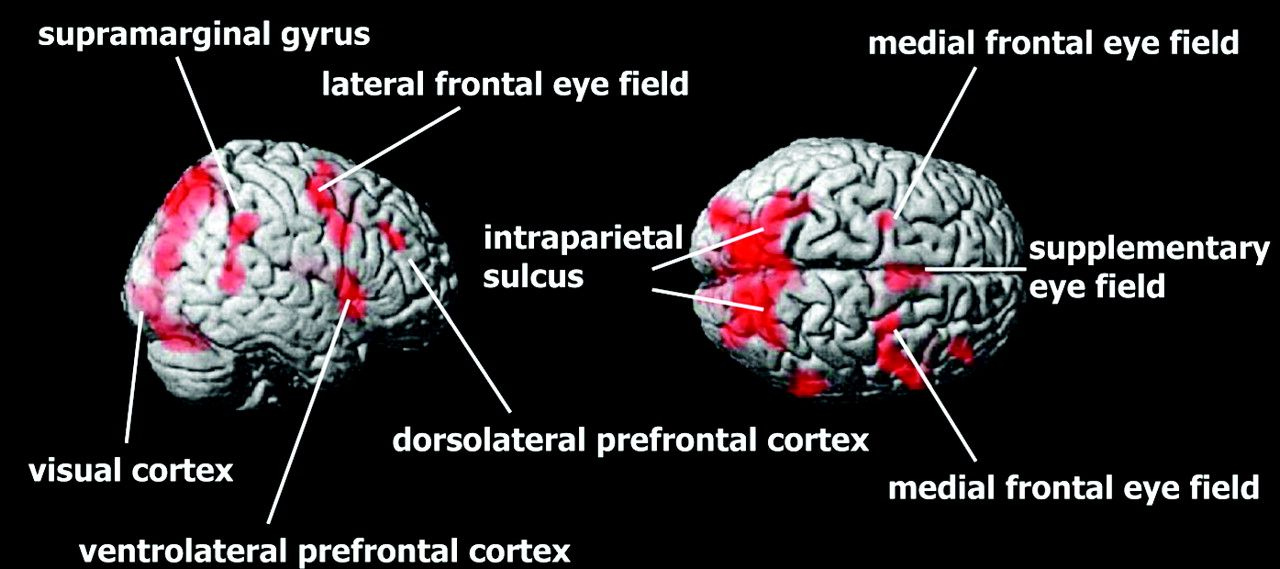 supramarginal gyrus
lateral frontal eye field
medial frontal eye field
intraparietal
sulcus
supplementary
eye field
dorsolateral prefrontal cortex
visual cortex
medial frontal eye field
ventrolateral prefrontal cortex